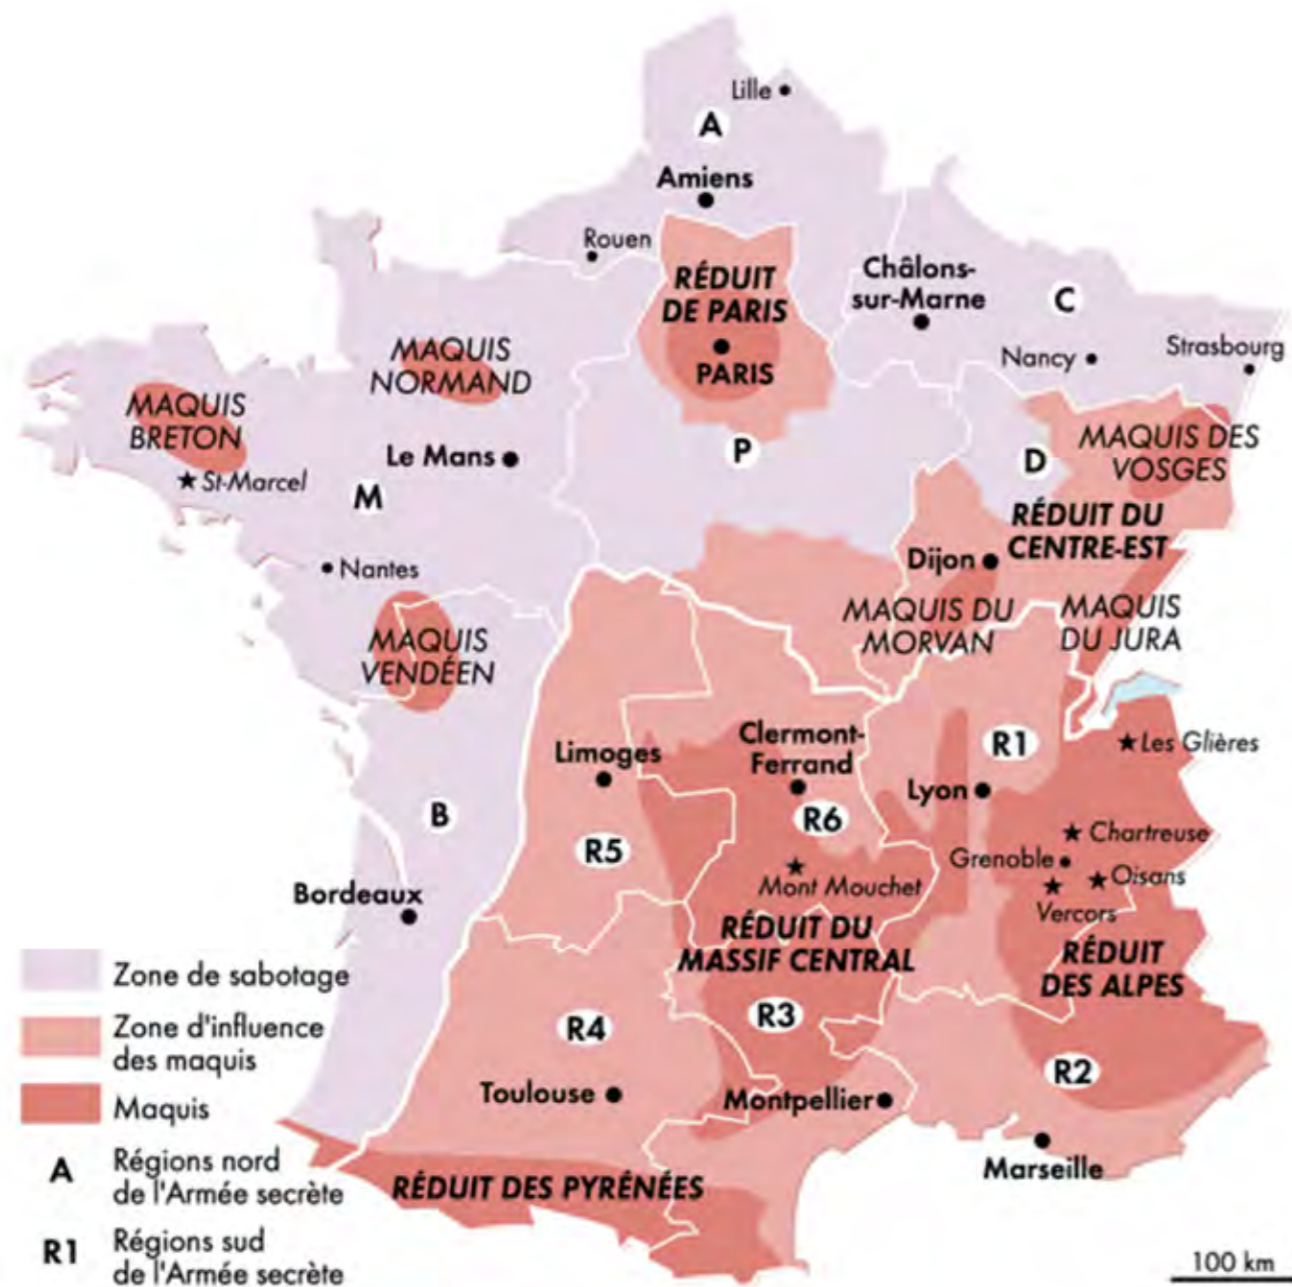 Lille
A
Amiens
Rouen
RÉDUIT
DE PARIS
PARIS
Châlons-
sur-Marne
C
Nancy
Strasbourg
MAQUIS
NORMAND
MAQUIS
BRETON
St-Marcel
Le Mans
M
P
D
MAQUIS DES
VOSGES
RÉDUIT DU
CENTRE-EST
Dijon
Nantes
MAQUIS DU
MORVAN
MAQUIS
DU JURA
MAQUIS
VENDÉEN
Limoges
Clermont-
Ferrand
R1
Les Glières
Lyon
B
R6
R5
Chartreuse
Grenoble
Oisans
Mont Mouchet
Vercors
Bordeaux
RÉDUIT DU
MASSIF CENTRAL
RÉDUIT
DES ALPES
R4
R3
R2
Toulouse
Montpellier
Marseille
RÉDUIT DES PYRÉNÉES
Zone de sabotage
Zone d'influence
des maquis
Maquis
A Régions nord
de l'Armée secrète
R1 Régions sud
de l'Armée secrète
100 km